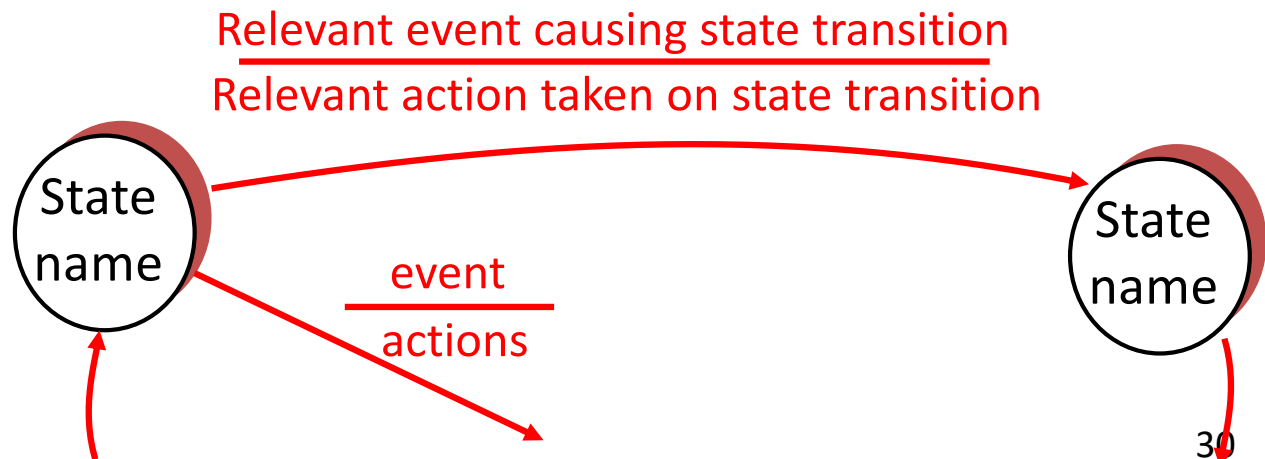 Relevant event causing state transition
Relevant action taken on state transition
State
name
State
name
event
actions
30